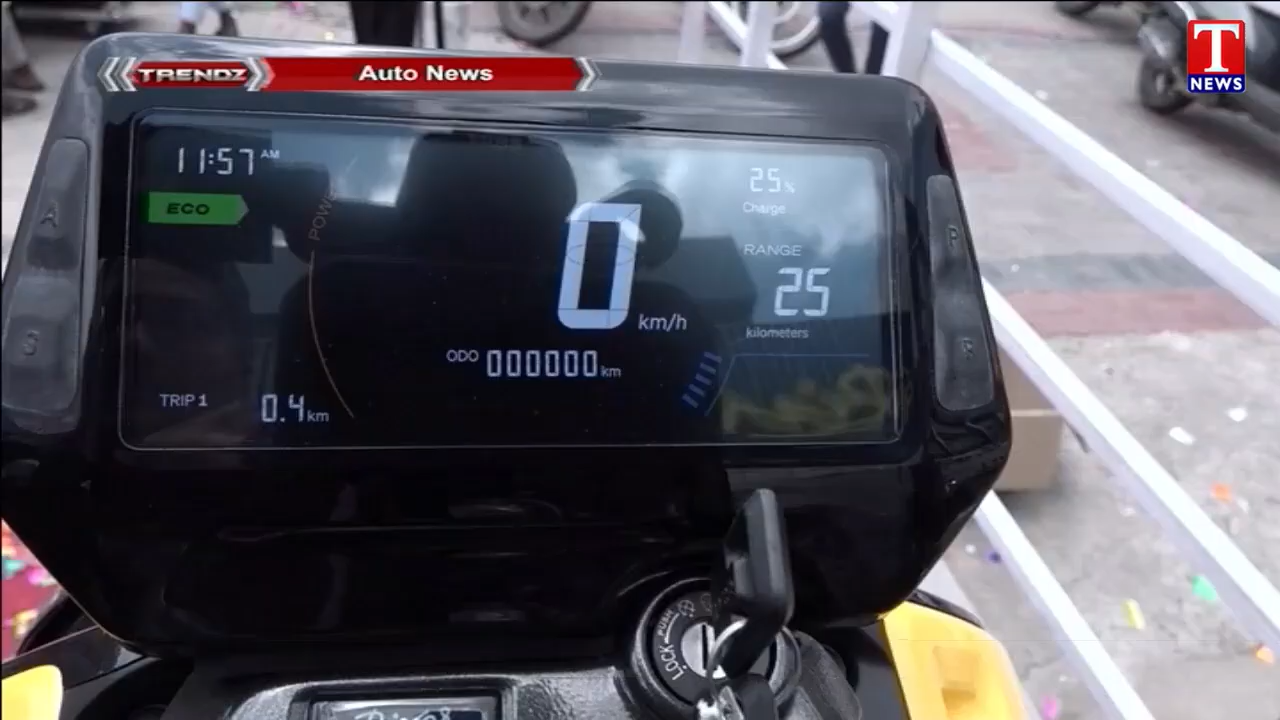 TRENDZ
Auto News
T
NEWS
11:57 AM
ECO
POWER
0
km/h
25%
Charge
RANGE
25
kilometers
ODO 000000 km
TRIP 1
0.4 km
A
S
R
LOCK
PUSH